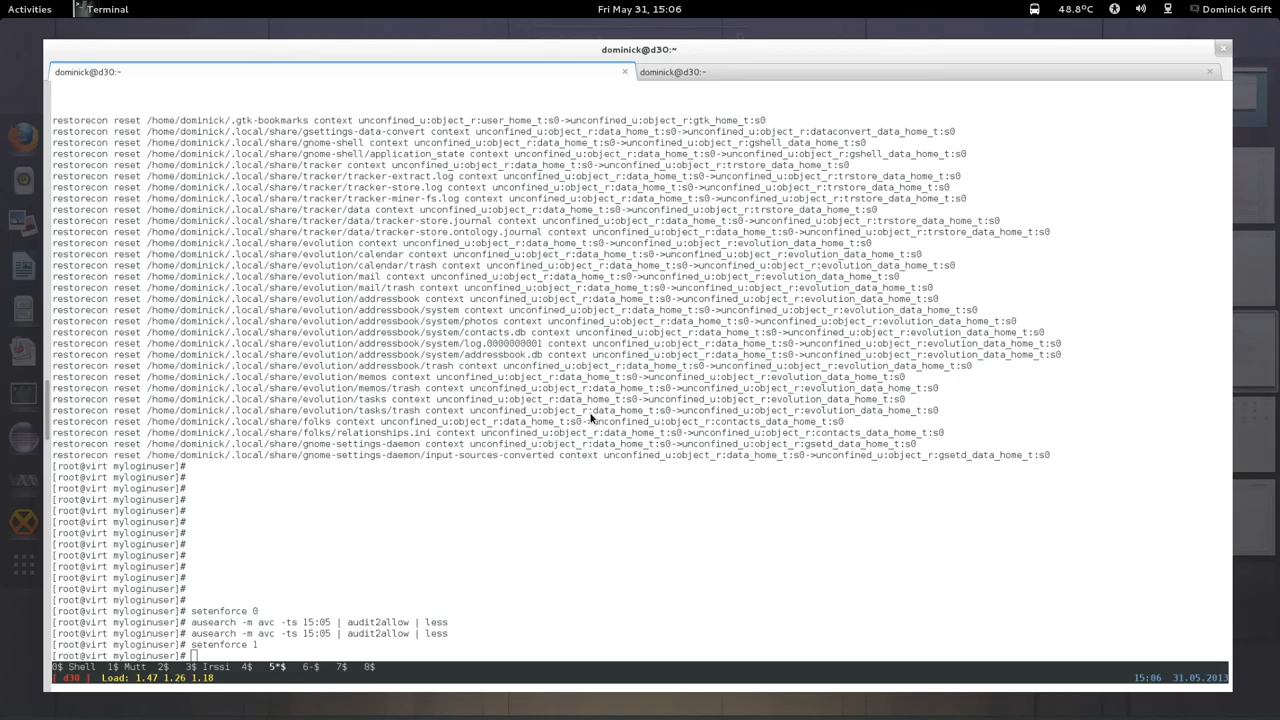 Activities Terminal Fri May 31, 15:06 48.8°C Dominick Grift
dominick@d30:~
dominick@d30:~ dominick@d30:~
restorecon reset /home/dominick/.gtk-bookmarks context unconfined_u:object_r:user_home_t:s0->unconfined_u:object_r:gtk_home_t:s0
restorecon reset /home/dominick/.local/share/gsettings-data-convert context unconfined_u:object_r:data_home_t:s0->unconfined_u:object_r:dataconvert_data_home_t:s0
restorecon reset /home/dominick/.local/share/gnome-shell context unconfined_u:object_r:data_home_t:s0->unconfined_u:object_r:gshell_data_home_t:s0
restorecon reset /home/dominick/.local/share/gnome-shell/application_state context unconfined_u:object_r:data_home_t:s0->unconfined_u:object_r:gshell_data_home_t:s0
restorecon reset /home/dominick/.local/share/tracker context unconfined_u:object_r:data_home_t:s0->unconfined_u:object_r:trstore_data_home_t:s0
restorecon reset /home/dominick/.local/share/tracker/tracker-extract.log context unconfined_u:object_r:data_home_t:s0->unconfined_u:object_r:trstore_data_home_t:s0
restorecon reset /home/dominick/.local/share/tracker/tracker-store.log context unconfined_u:object_r:data_home_t:s0->unconfined_u:object_r:trstore_data_home_t:s0
restorecon reset /home/dominick/.local/share/tracker/tracker-miner-fs.log context unconfined_u:object_r:data_home_t:s0->unconfined_u:object_r:trstore_data_home_t:s0
restorecon reset /home/dominick/.local/share/tracker/data context unconfined_u:object_r:data_home_t:s0->unconfined_u:object_r:trstore_data_home_t:s0
restorecon reset /home/dominick/.local/share/tracker/data/tracker-store.journal context unconfined_u:object_r:data_home_t:s0->unconfined_u:object_r:trstore_data_home_t:s0
restorecon reset /home/dominick/.local/share/tracker/data/tracker-store.ontology.journal context unconfined_u:object_r:data_home_t:s0->unconfined_u:object_r:trstore_data_home_t:s0
restorecon reset /home/dominick/.local/share/evolution context unconfined_u:object_r:data_home_t:s0->unconfined_u:object_r:evolution_data_home_t:s0
restorecon reset /home/dominick/.local/share/evolution/calendar context unconfined_u:object_r:data_home_t:s0->unconfined_u:object_r:evolution_data_home_t:s0
restorecon reset /home/dominick/.local/share/evolution/calendar/trash context unconfined_u:object_r:data_home_t:s0->unconfined_u:object_r:evolution_data_home_t:s0
restorecon reset /home/dominick/.local/share/evolution/mail context unconfined_u:object_r:data_home_t:s0->unconfined_u:object_r:evolution_data_home_t:s0
restorecon reset /home/dominick/.local/share/evolution/mail/trash context unconfined_u:object_r:data_home_t:s0->unconfined_u:object_r:evolution_data_home_t:s0
restorecon reset /home/dominick/.local/share/evolution/addressbook context unconfined_u:object_r:data_home_t:s0->unconfined_u:object_r:evolution_data_home_t:s0
restorecon reset /home/dominick/.local/share/evolution/addressbook/system context unconfined_u:object_r:data_home_t:s0->unconfined_u:object_r:evolution_data_home_t:s0
restorecon reset /home/dominick/.local/share/evolution/addressbook/system/photos context unconfined_u:object_r:data_home_t:s0->unconfined_u:object_r:evolution_data_home_t:s0
restorecon reset /home/dominick/.local/share/evolution/addressbook/system/contacts.db context unconfined_u:object_r:data_home_t:s0->unconfined_u:object_r:evolution_data_home_t:s0
restorecon reset /home/dominick/.local/share/evolution/addressbook/system/log.0000000001 context unconfined_u:object_r:data_home_t:s0->unconfined_u:object_r:evolution_data_home_t:s0
restorecon reset /home/dominick/.local/share/evolution/addressbook/system/addressbook.db context unconfined_u:object_r:data_home_t:s0->unconfined_u:object_r:evolution_data_home_t:s0
restorecon reset /home/dominick/.local/share/evolution/addressbook/trash context unconfined_u:object_r:data_home_t:s0->unconfined_u:object_r:evolution_data_home_t:s0
restorecon reset /home/dominick/.local/share/evolution/memos context unconfined_u:object_r:data_home_t:s0->unconfined_u:object_r:evolution_data_home_t:s0
restorecon reset /home/dominick/.local/share/evolution/memos/trash context unconfined_u:object_r:data_home_t:s0->unconfined_u:object_r:evolution_data_home_t:s0
restorecon reset /home/dominick/.local/share/evolution/tasks context unconfined_u:object_r:data_home_t:s0->unconfined_u:object_r:evolution_data_home_t:s0
restorecon reset /home/dominick/.local/share/evolution/tasks/trash context unconfined_u:object_r:data_home_t:s0->unconfined_u:object_r:evolution_data_home_t:s0
restorecon reset /home/dominick/.local/share/folks context unconfined_u:object_r:data_home_t:s0->unconfined_u:object_r:contacts_data_home_t:s0
restorecon reset /home/dominick/.local/share/folks/relationships.ini context unconfined_u:object_r:data_home_t:s0->unconfined_u:object_r:contacts_data_home_t:s0
restorecon reset /home/dominick/.local/share/gnome-settings-daemon context unconfined_u:object_r:data_home_t:s0->unconfined_u:object_r:gsetd_data_home_t:s0
restorecon reset /home/dominick/.local/share/gnome-settings-daemon/input-sources-converted context unconfined_u:object_r:data_home_t:s0->unconfined_u:object_r:gsetd_data_home_t:s0
[root@virt myloginuser]#
[root@virt myloginuser]#
[root@virt myloginuser]#
[root@virt myloginuser]#
[root@virt myloginuser]#
[root@virt myloginuser]#
[root@virt myloginuser]#
[root@virt myloginuser]#
[root@virt myloginuser]#
[root@virt myloginuser]#
[root@virt myloginuser]#
[root@virt myloginuser]#
[root@virt myloginuser]#
[root@virt myloginuser]# setenforce 0
[root@virt myloginuser]# ausearch -m avc -ts 15:05 | audit2allow | less
[root@virt myloginuser]# ausearch -m avc -ts 15:05 | audit2allow | less
[root@virt myloginuser]# setenforce 1
[root@virt myloginuser]#
0$ Shell 1$ Mutt 2$ 3$ Irssi 4$ 5*$ 6-$ 7$ 8$
[ d30 ] Load: 1.47 1.26 1.18 15:06 31.05.2013